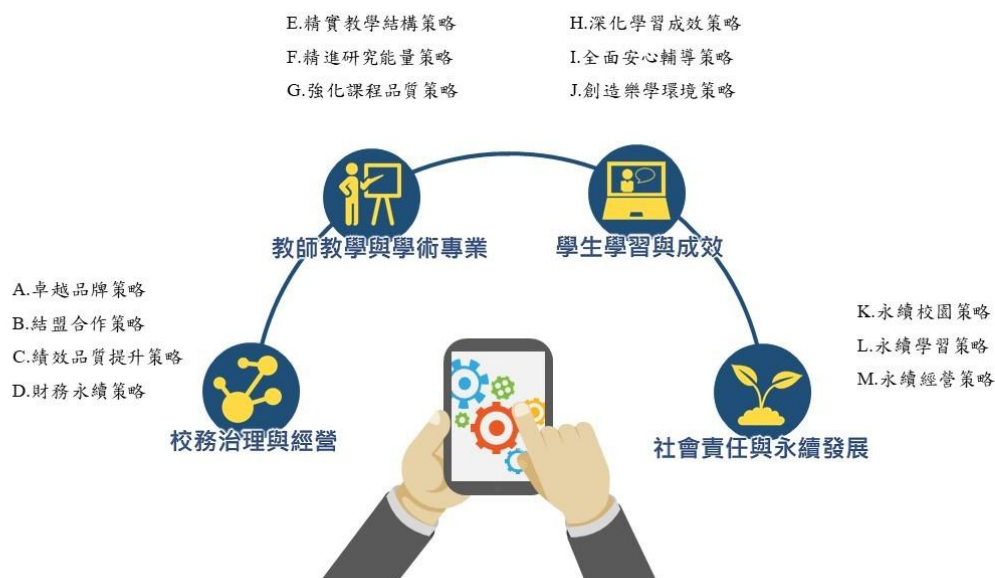 E.精實教學結構策略
F.精進研究能量策略
G.強化課程品質策略
H.深化學習成效策略
I.全面安心輔導策略
J.創造樂學環境策略
教師教學與學術專業
學生學習與成效
A.卓越品牌策略
B.結盟合作策略
C.績效品質提升策略
D.財務永續策略
校務治理與經營
K.永續校園策略
L.永續學習策略
M.永續經營策略
社會責任與永續發展